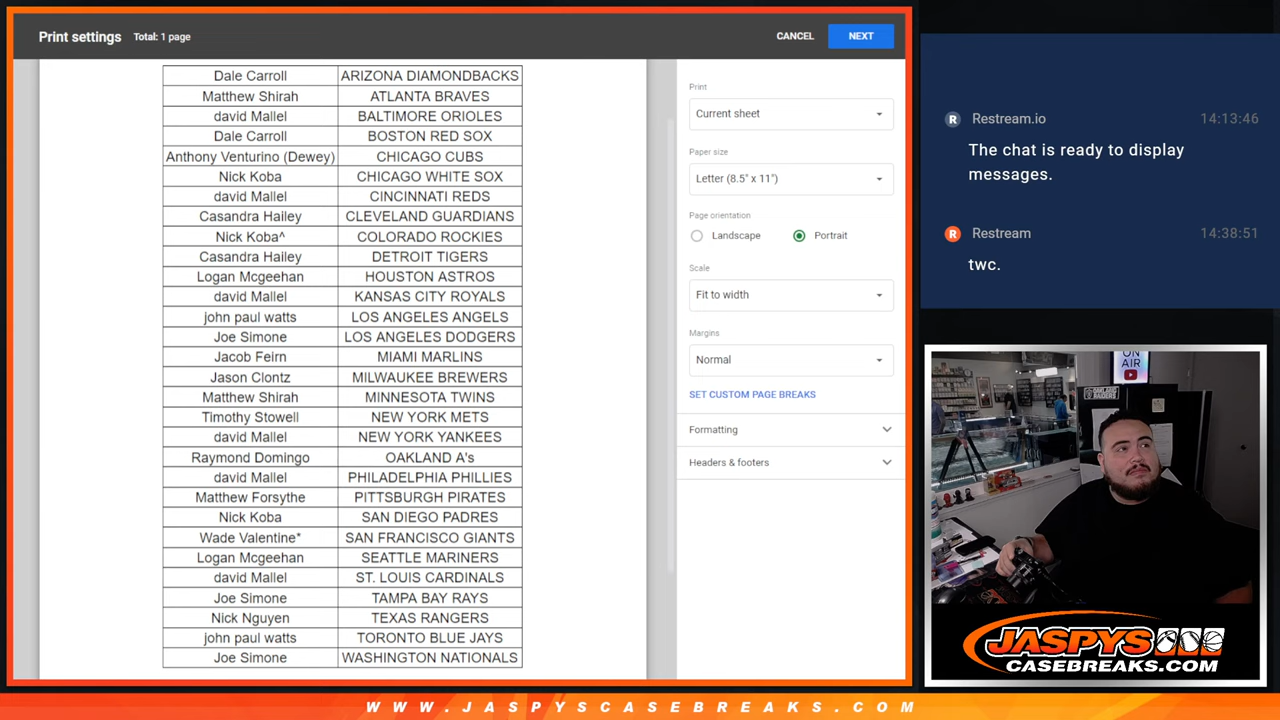 Print settings Total: 1 page CANCEL NEXT
Dale Carroll ARIZONA DIAMONDBACKS
Matthew Shirah ATLANTA BRAVES
david Mallel BALTIMORE ORIOLES
Dale Carroll BOSTON RED SOX
Anthony Venturino (Dewey) CHICAGO CUBS
Nick Koba CHICAGO WHITE SOX
david Mallel CINCINNATI REDS
Casandra Hailey CLEVELAND GUARDIANS
Nick Koba^ COLORADO ROCKIES
Casandra Hailey DETROIT TIGERS
Logan Mcgeehan HOUSTON ASTROS
david Mallel KANSAS CITY ROYALS
john paul watts LOS ANGELES ANGELS
Joe Simone LOS ANGELES DODGERS
Jacob Feirn MIAMI MARLINS
Jason Clontz MILWAUKEE BREWERS
Matthew Shirah MINNESOTA TWINS
Timothy Stowell NEW YORK METS
david Mallel NEW YORK YANKEES
Raymond Domingo OAKLAND A's
david Mallel PHILADELPHIA PHILLIES
Matthew Forsythe PITTSBURGH PIRATES
Nick Koba SAN DIEGO PADRES
Wade Valentine* SAN FRANCISCO GIANTS
Logan Mcgeehan SEATTLE MARINERS
david Mallel ST. LOUIS CARDINALS
Joe Simone TAMPA BAY RAYS
Nick Nguyen TEXAS RANGERS
john paul watts TORONTO BLUE JAYS
Joe Simone WASHINGTON NATIONALS
Print
Current sheet
Paper size
Letter (8.5" x 11")
Page orientation
Landscape Portrait
Scale
Fit to width
Margins
Normal
SET CUSTOM PAGE BREAKS
Formatting
Headers & footers
R Restream.io 14:13:46
The chat is ready to display
messages.
R Restream 14:38:51
twc.
ON
AIR
OAKLAND RAIDERS
JASPYS
CASEBREAKS.COM
WWW.JASPYSCASEBREAKS.COM